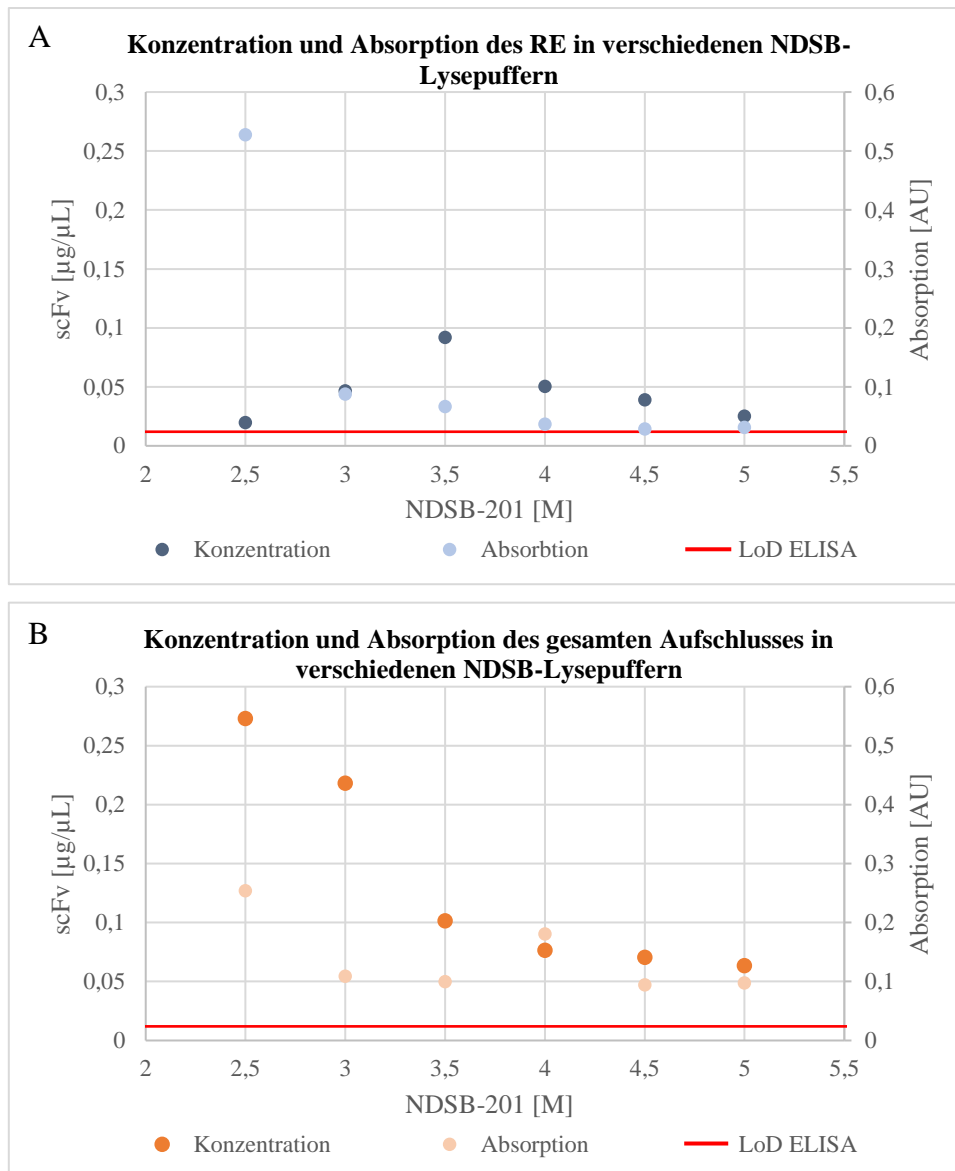 A
Konzentration und Absorption des RE in verschiedenen NDSB-
Lysepuffern
0,3
0,25
0,2
0,15
0,1
0,05
0
scFv [µg/µL]
0,6
0,5
0,4
0,3
0,2
0,1
0
Absorption [AU]
2 2,5 3 3,5 4 4,5 5 5,5
NDSB-201 [M]
Konzentration Absorbtion LoD ELISA
B
Konzentration und Absorption des gesamten Aufschlusses in
verschiedenen NDSB-Lysepuffern
0,3
0,25
0,2
0,15
0,1
0,05
0
scFv [µg/µL]
0,6
0,5
0,4
0,3
0,2
0,1
0
Absorption [AU]
2 2,5 3 3,5 4 4,5 5 5,5
NDSB-201 [M]
Konzentration Absorption LoD ELISA